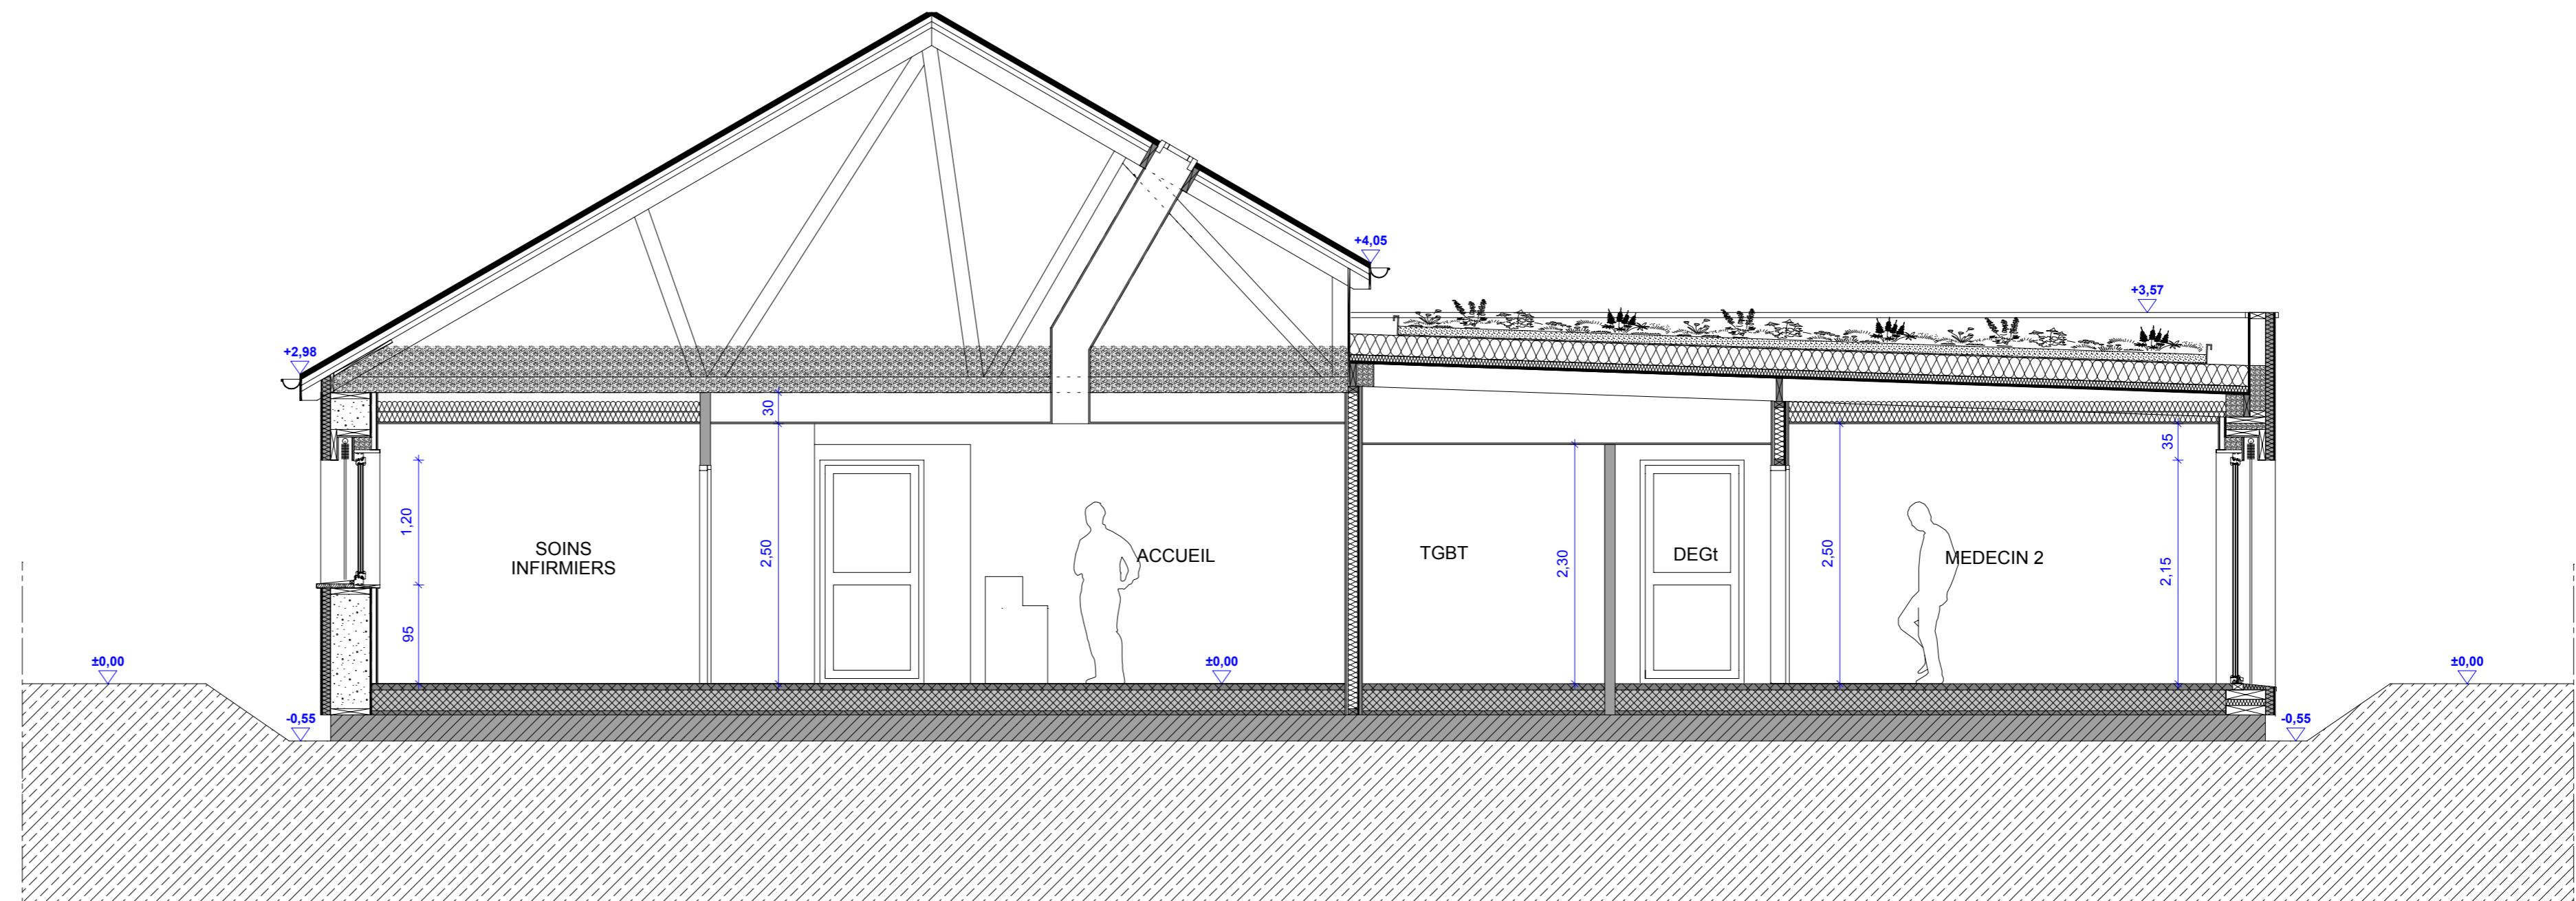 +4,05
+3,57
+2,98
30
35
1,20
2,50
2,30
2,50
2,15
SOINS
INFIRMIERS
ACCUEIL
TGBT
DEGt
MEDECIN 2
95
±0,00
±0,00
±0,00
-0,55
-0,55